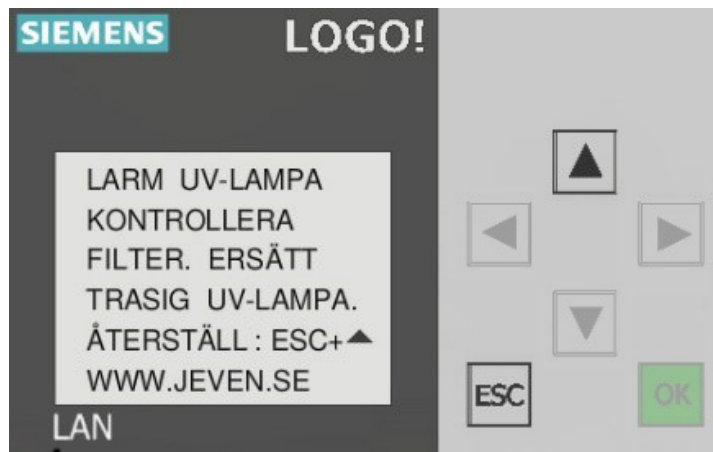 SIEMENS LOGO!
LARM UV-LAMPA
KONTROLLERA
FILTER. ERSÄTT
TRASIG UV-LAMPA.
ÅTERSTÄLL : ESC+▲
WWW.JEVEN.SE
ESC OK
LAN